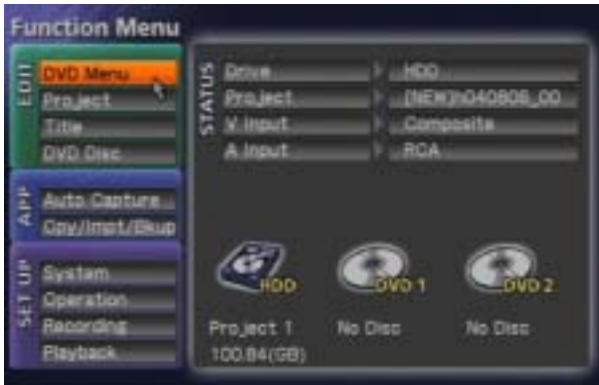 Function Menu
EDIT
DVD Menu
Project
Title
DVD Disc
APP
Auto Capture
Cpy/Impt/Bkup
SET UP
System
Operation
Recording
Playback
STATUS
Drive HDD
Project [NEW]h040806_00
V.Input Composite
A.Input RCA
HDD DVD 1 DVD 2
Project 1 No Disc No Disc
100.84(GB)